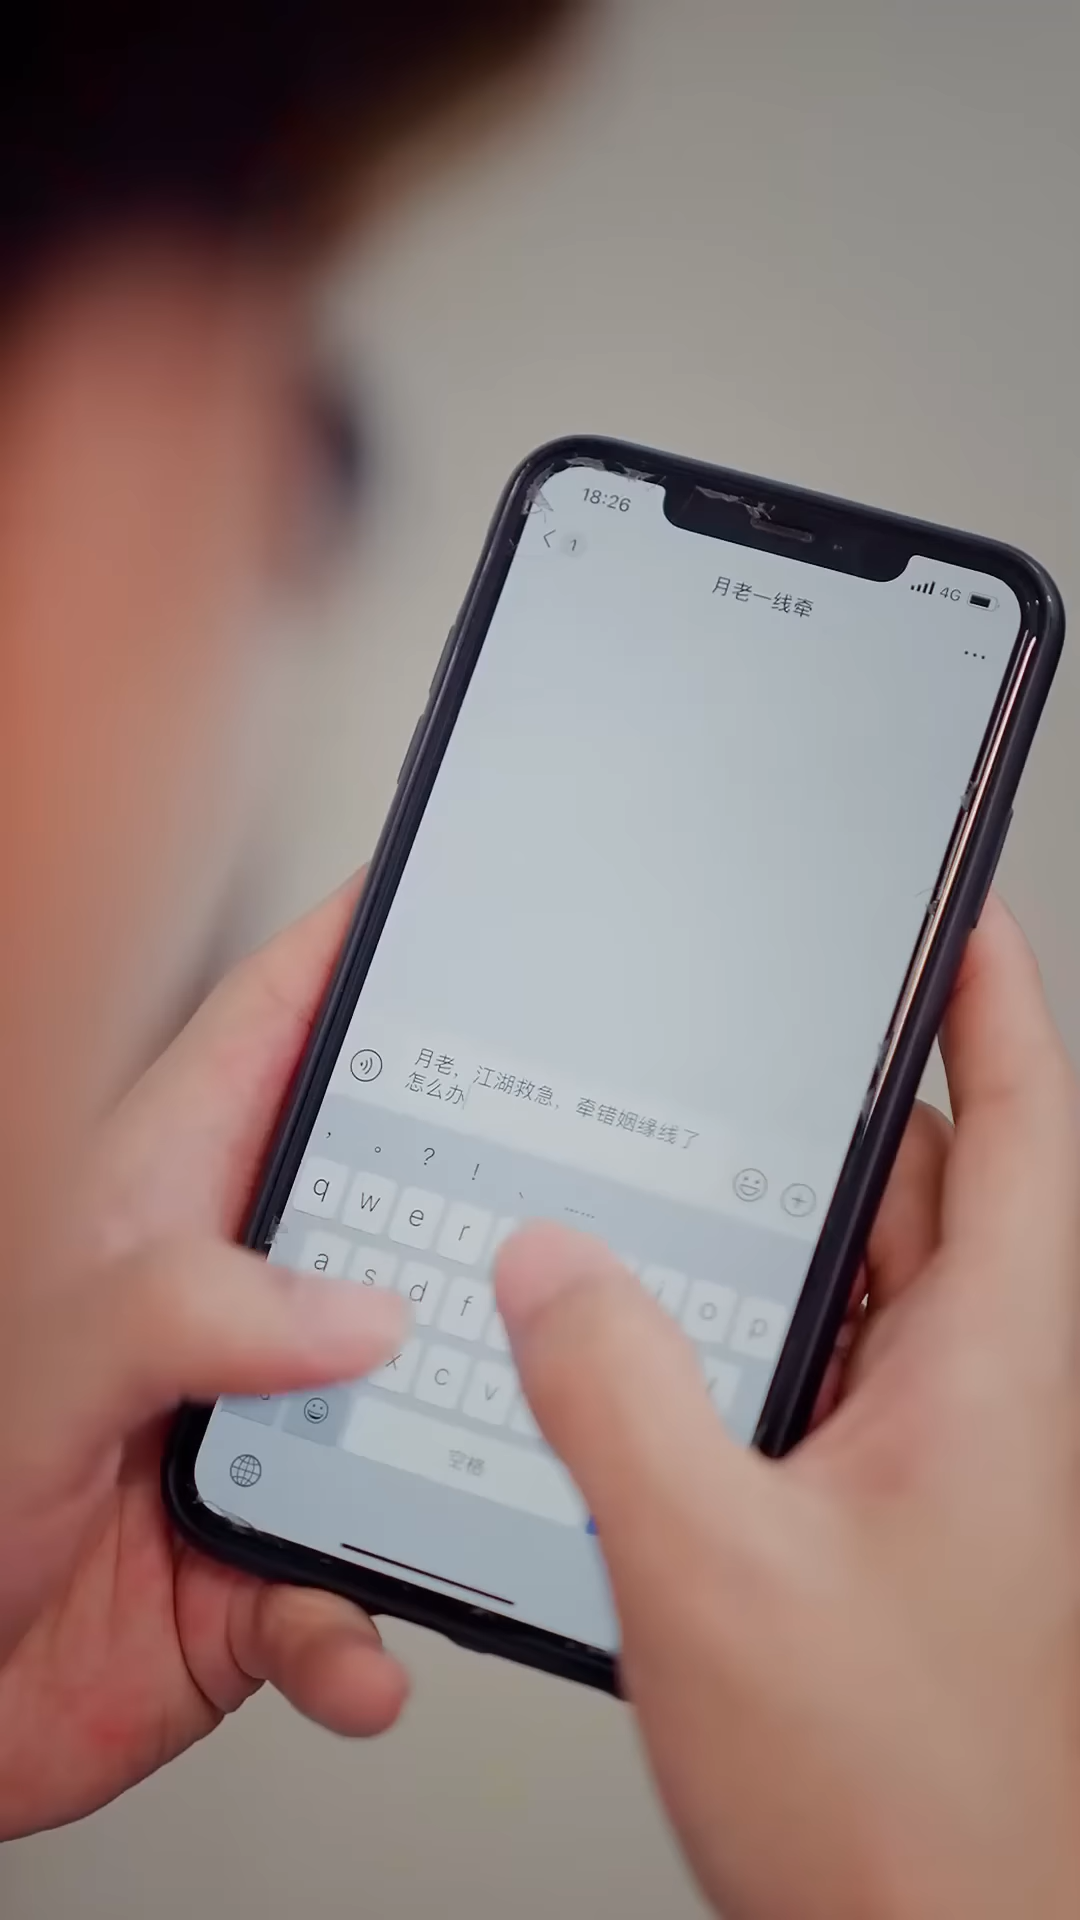 18:26
4G
1
月老一线牵
...
月老，江湖救急，牵错姻缘线了
怎么办
， 。 ? ! 、 ……
q w e r i o p
a s d f
x c v
空格